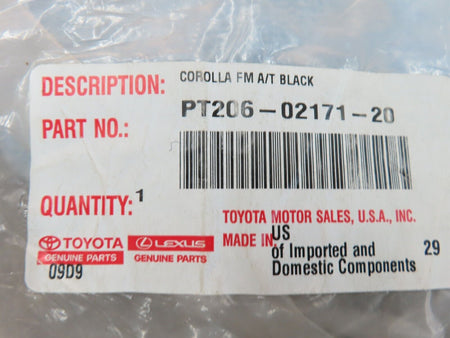 DESCRIPTION: COROLLA FM A/T BLACK
PART NO.: PT206-02171-20
QUANTITY: 1
TOYOTA MOTOR SALES, U.S.A., INC.
TOYOTA LEXUS MADE IN US
GENUINE PARTS GENUINE PARTS of Imported and 29
09D9 Domestic Components